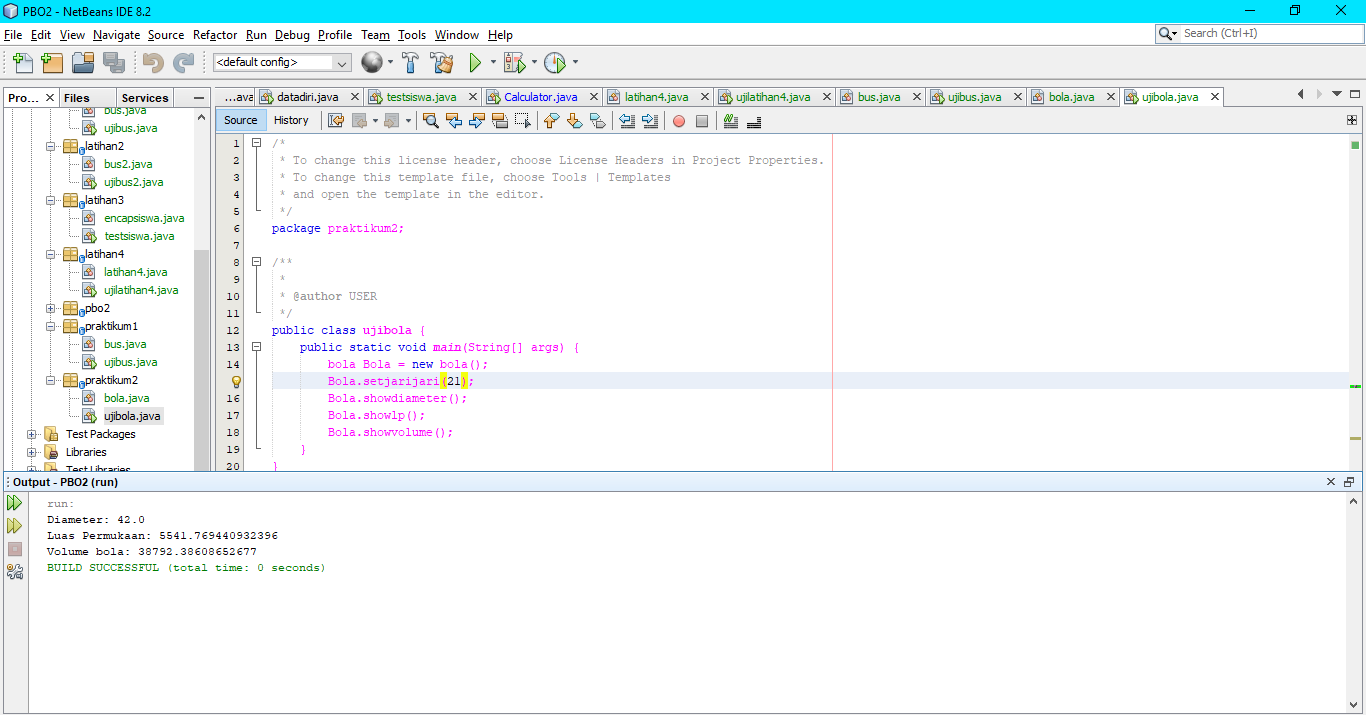 PBO2 - NetBeans IDE 8.2
File Edit View Navigate Source Refactor Run Debug Profile Team Tools Window Help
Search (Ctrl+I)
<default config>
Pro... Files Services
...ava datadiri.java testsiswa.java Calculator.java latihan4.java ujilatihan4.java bus.java ujibus.java bola.java ujibola.java
Source History
bus.java
ujibus.java
latihan2
bus2.java
ujibus2.java
latihan3
encapsiswa.java
testsiswa.java
latihan4
latihan4.java
ujilatihan4.java
pbo2
praktikum1
bus.java
ujibus.java
praktikum2
bola.java
ujibola.java
Test Packages
Libraries
Test Libraries
1 /*
2 * To change this license header, choose License Headers in Project Properties.
3 * To change this template file, choose Tools | Templates
4 * and open the template in the editor.
5 */
6 package praktikum2;
7
8 /**
9 *
10 * @author USER
11 */
12 public class ujibola {
13 public static void main(String[] args) {
14 bola Bola = new bola();
Bola.setjarijari(21);
16 Bola.showdiameter();
17 Bola.showlp();
18 Bola.showvolume();
19 }
20 }
Output - PBO2 (run)
run:
Diameter: 42.0
Luas Permukaan: 5541.769440932396
Volume bola: 38792.38608652677
BUILD SUCCESSFUL (total time: 0 seconds)